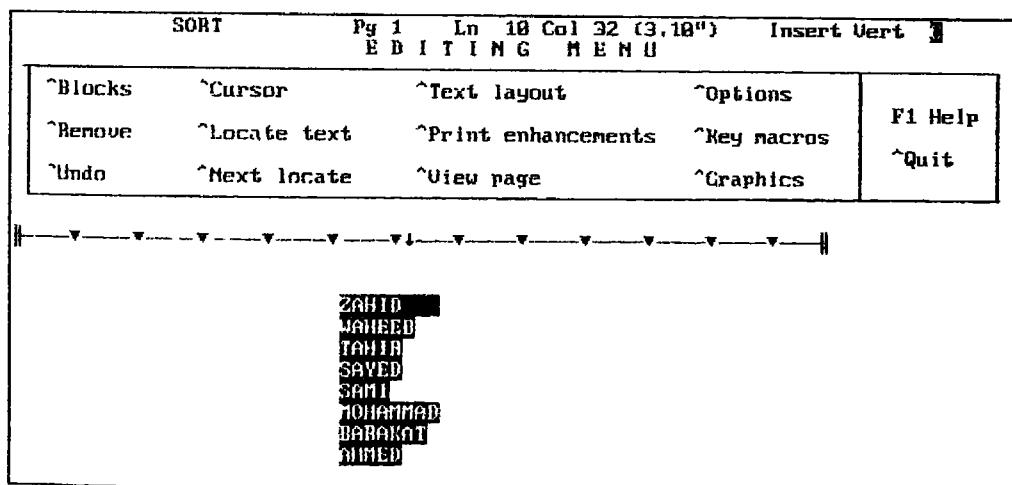 SORT Pg 1 Ln 10 Col 32 (3.10") Insert Vert
EDITING MENU
^Blocks ^Cursor ^Text layout ^Options
^Remove ^Locate text ^Print enhancements ^Key macros
^Undo ^Next locate ^View page ^Graphics
F1 Help
^Quit
ZAHID
WAHEED
TAHIR
SAYED
SAMI
MOHAMMAD
BARAKAT
AHMED